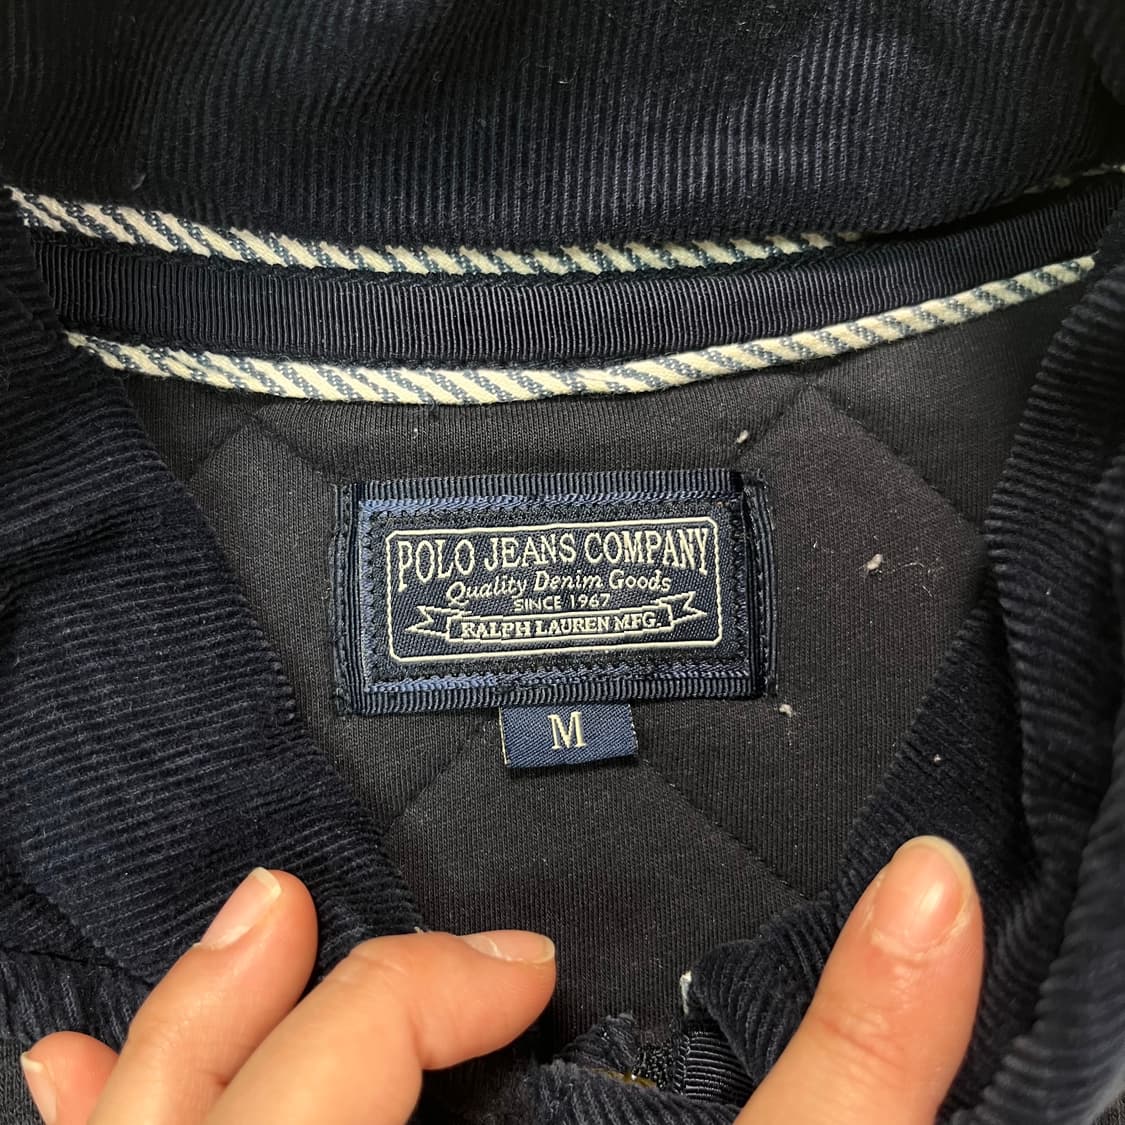 POLO JEANS COMPANY
Quality Denim Goods
SINCE 1967
RALPH LAUREN MFG.
M